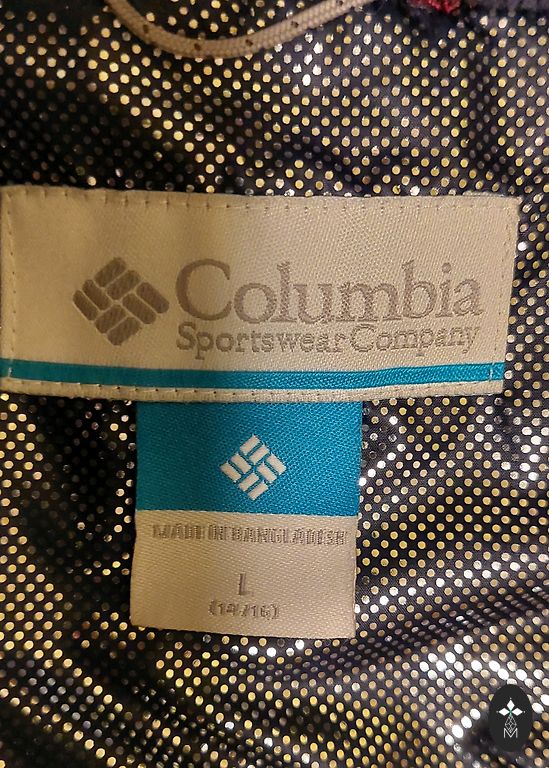 Columbia
Sportswear Company
MADE IN BANGLADESH
L
(14/16)
M